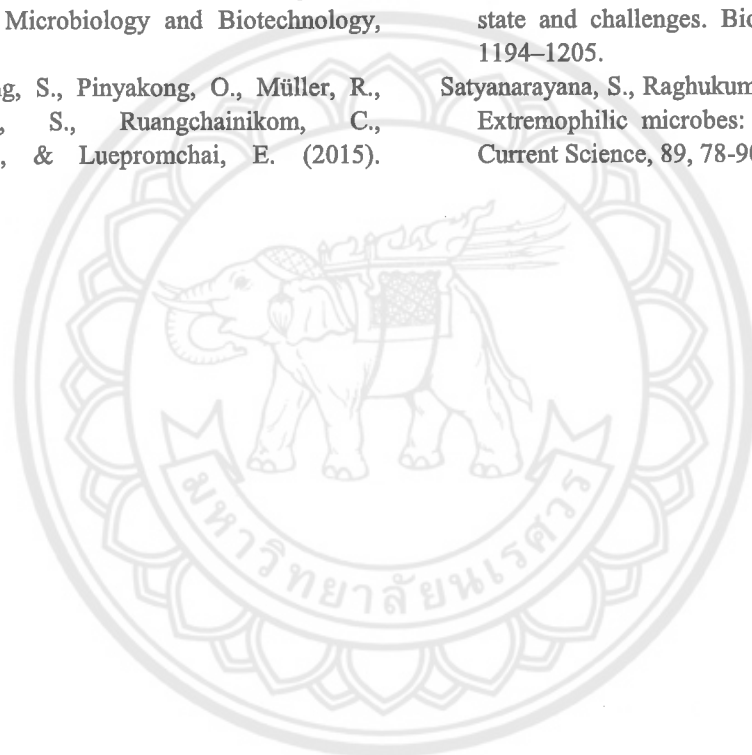 Microbiology and Biotechnology,
S., Pinyakong, O., Müller, R.,
S., Ruangchainikom, C.,
& Luepromchai, E. (2015).
state and challenges.
1194–1205.
Satyanarayana, S.,
Extremophilic microbes:
Current Science, 89,
มหาวิทยาลัยนเรศวร